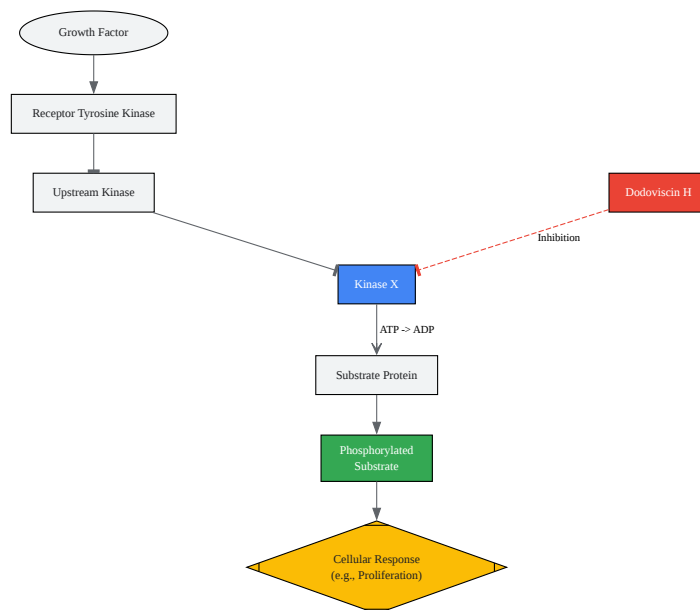 Growth Factor
Receptor Tyrosine Kinase
Upstream Kinase
Dodoviscin H
Inhibition
Kinase X
ATP -> ADP
Substrate Protein
Phosphorylated
Substrate
Cellular Response
(e.g., Proliferation)